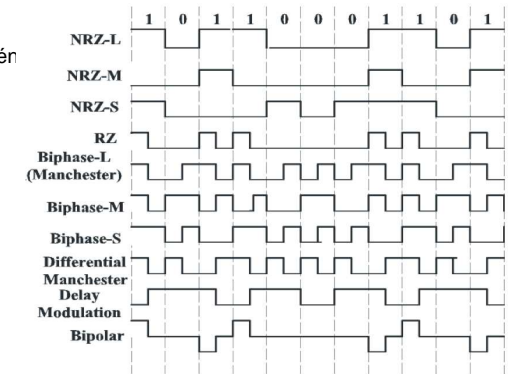 1 0 1 1 0 0 0 1 1 0 1
NRZ-L
én
NRZ-M
NRZ-S
RZ
Biphase-L
(Manchester)
Biphase-M
Biphase-S
Differential
Manchester
Delay
Modulation
Bipolar